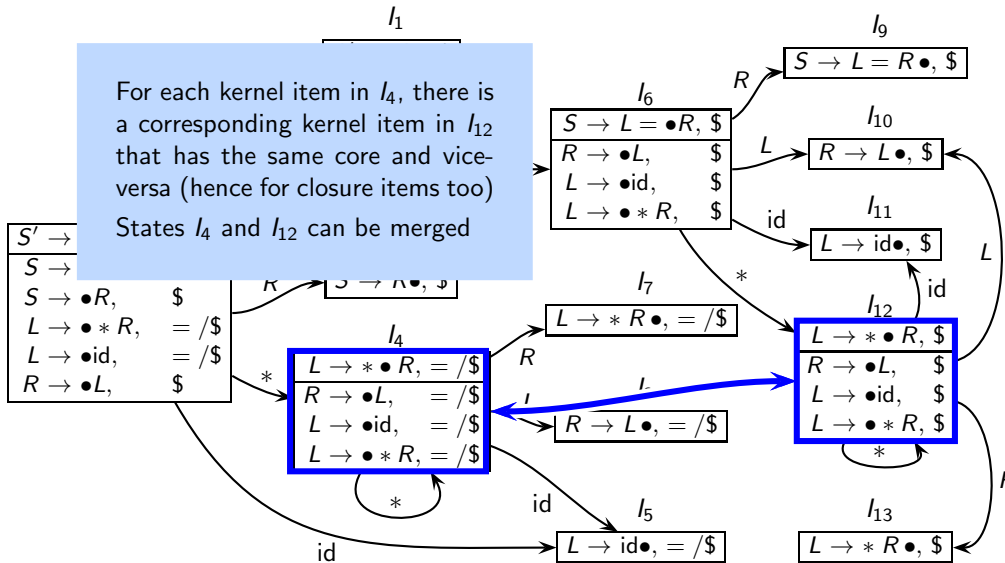 I1
For each kernel item in I4, there is
a corresponding kernel item in I12
that has the same core and vice-
versa (hence for closure items too)
States I4 and I12 can be merged
S′ →
S →
S → •R, $
L → • * R, = /$
L → •id, = /$
R → •L, $
R
S → R•, $
*
id
I4
L → * • R, = /$
R → •L, = /$
L → •id, = /$
L → • * R, = /$
*
R
L
id
I5
L → id•, = /$
I6
S → L = •R, $
R → •L, $
L → •id, $
L → • * R, $
R
L
id
*
I7
L → * R •, = /$
R → L •, = /$
I9
S → L = R •, $
I10
R → L •, $
I11
L → id•, $
id
L
I12
L → * • R, $
R → •L, $
L → •id, $
L → • * R, $
*
I13
L → * R •, $